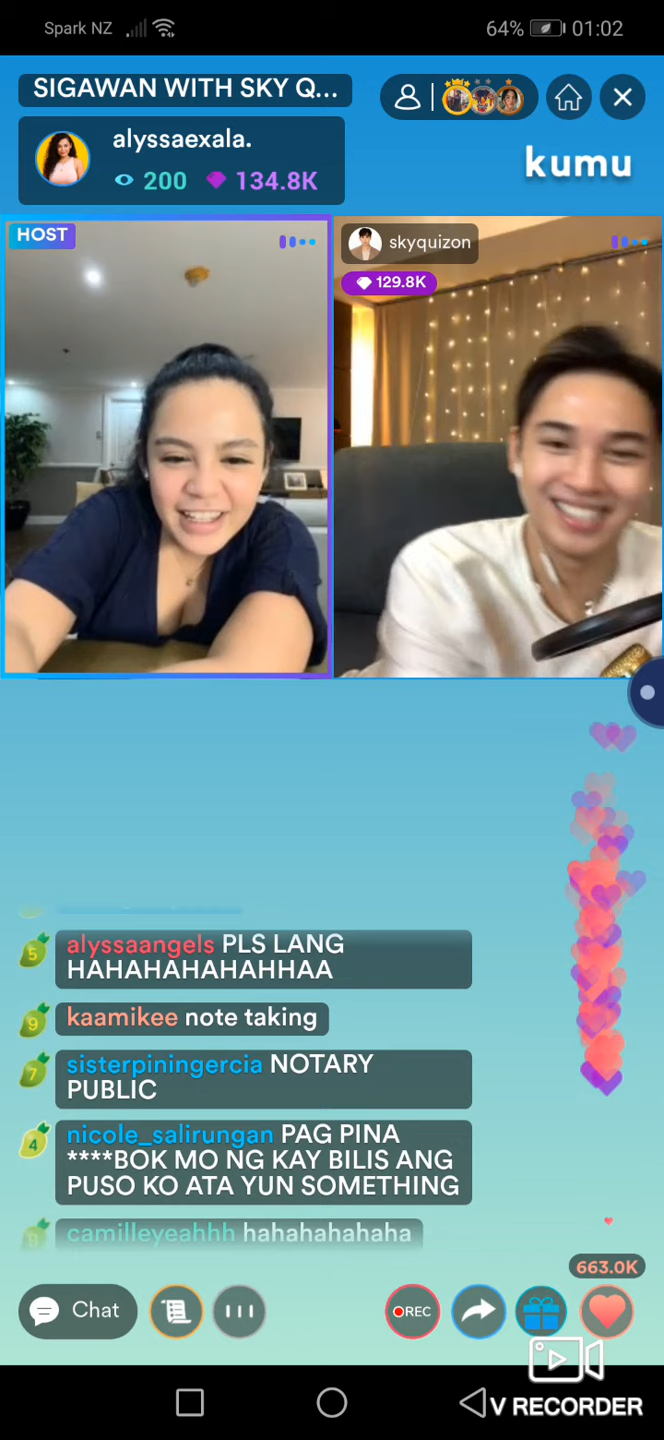 Spark NZ
64% 01:02
SIGAWAN WITH SKY Q...
alyssaexala.
200 134.8K
kumu
HOST
skyquizon
129.8K
alyssaangels PLS LANG
HAHAHAHAHAHHAA
5
kaamikee note taking
9
sisterpiningercia NOTARY
PUBLIC
7
nicole_salirungan PAG PINA
****BOK MO NG KAY BILIS ANG
PUSO KO ATA YUN SOMETHING
4
camilleyeahhh hahahahahaha
663.0K
Chat
REC
V RECORDER